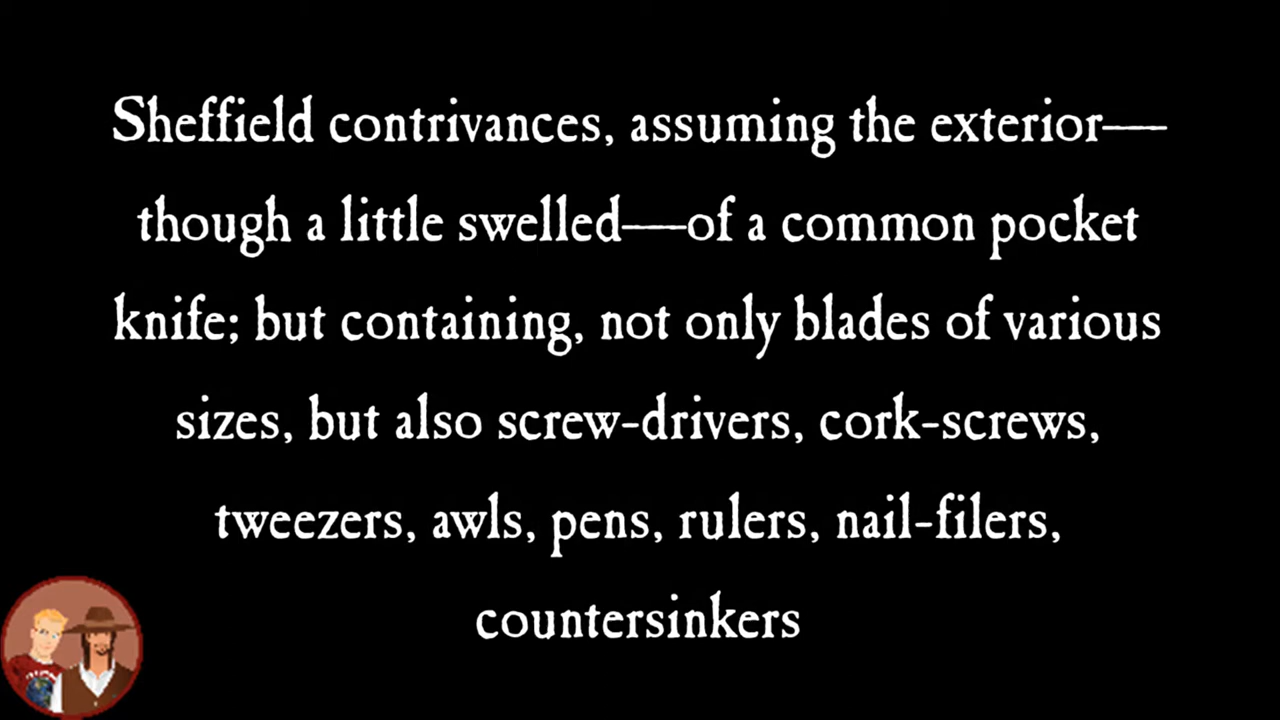 Sheffield contrivances, assuming the exterior—
though a little swelled—of a common pocket
knife; but containing, not only blades of various
sizes, but also screw-drivers, cork-screws,
tweezers, awls, pens, rulers, nail-filers,
countersinkers